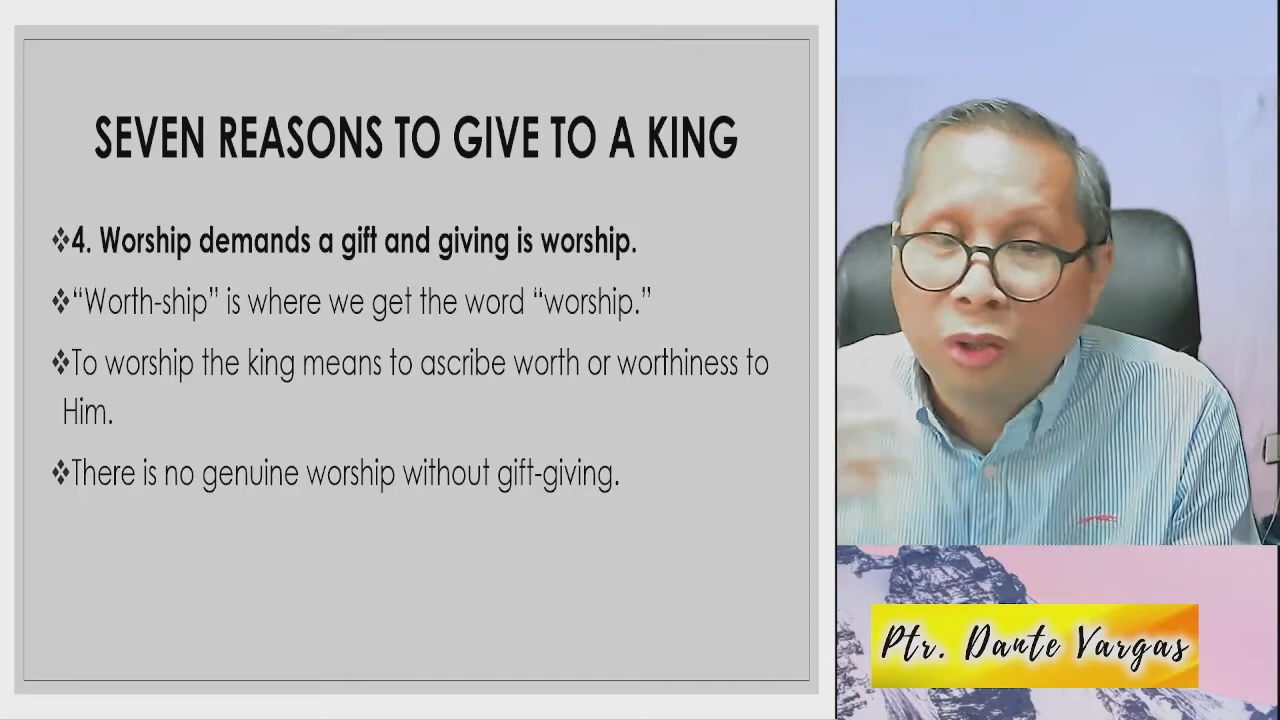 SEVEN REASONS TO GIVE TO A KING
❖4. Worship demands a gift and giving is worship.
❖“Worth-ship” is where we get the word “worship.”
❖To worship the king means to ascribe worth or worthiness to
Him.
❖There is no genuine worship without gift-giving.
Ptr. Dante Vargas